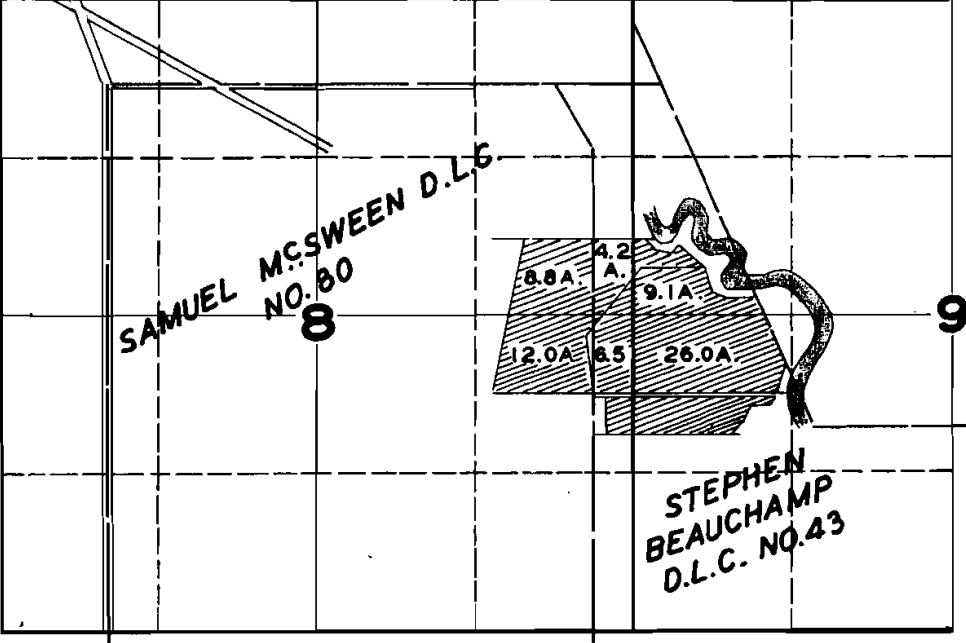 SAMUEL McSWEEN D.L.C.
NO. 80
8
9
8.8A.
4.2
A.
9.1A.
12.0A.
6.5
26.0A.
STEPHEN
BEAUCHAMP
D.L.C. NO.43